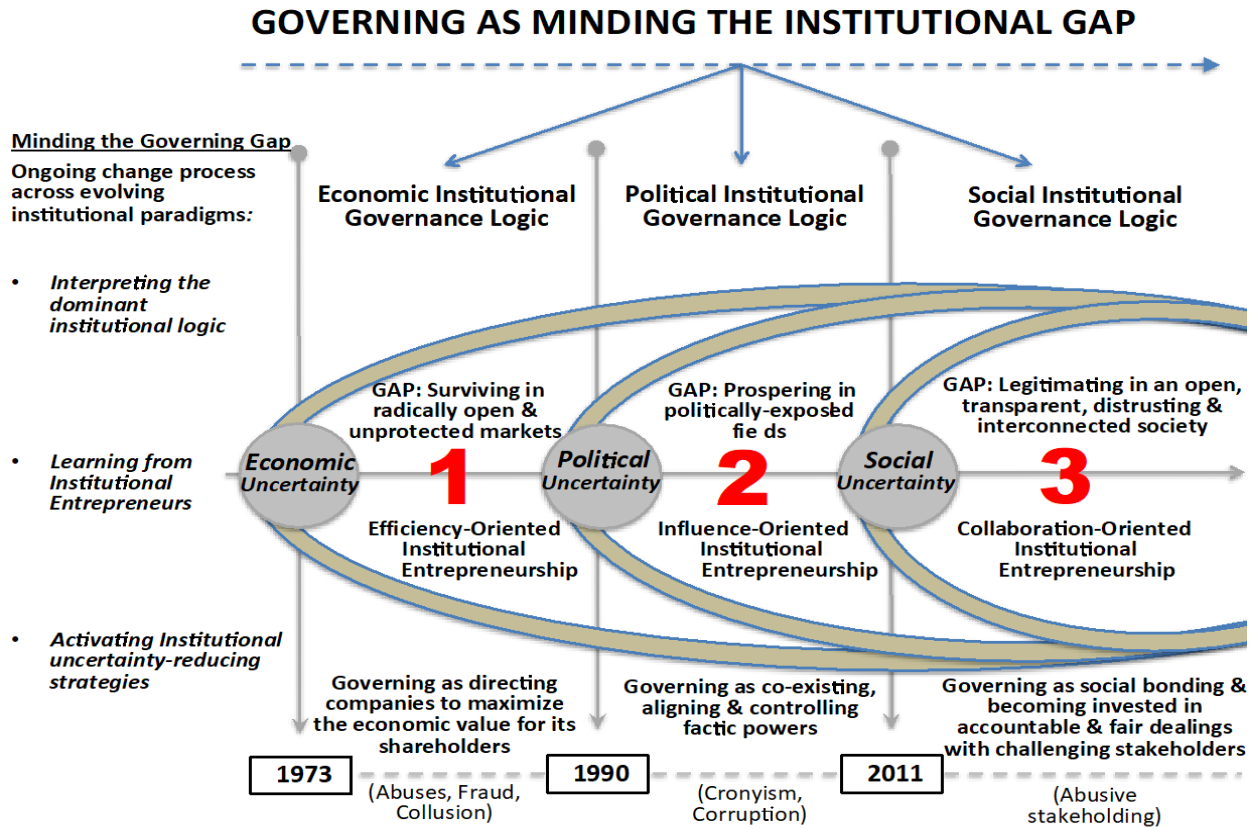 GOVERNING AS MINDING THE INSTITUTIONAL GAP
Minding the Governing Gap
Ongoing change process
across evolving
institutional paradigms:
• Interpreting the
dominant
institutional logic
• Learning from
Institutional
Entrepreneurs
• Activating Institutional
uncertainty-reducing
strategies
Economic Institutional
Governance Logic
Political Institutional
Governance Logic
Social Institutional
Governance Logic
GAP: Surviving in
radically open &
unprotected markets
GAP: Prospering in
politically-exposed
fie ds
GAP: Legitimating in an open,
transparent, distrusting &
interconnected society
Economic
Uncertainty
1
Political
Uncertainty
2
Social
Uncertainty
3
Efficiency-Oriented
Institutional
Entrepreneurship
Influence-Oriented
Institutional
Entrepreneurship
Collaboration-Oriented
Institutional
Entrepreneurship
Governing as directing
companies to maximize
the economic value for its
shareholders
Governing as co-existing,
aligning & controlling
factic powers
Governing as social bonding &
becoming invested in
accountable & fair dealings
with challenging stakeholders
1973
(Abuses, Fraud,
Collusion)
1990
(Cronyism,
Corruption)
2011
(Abusive
stakeholding)